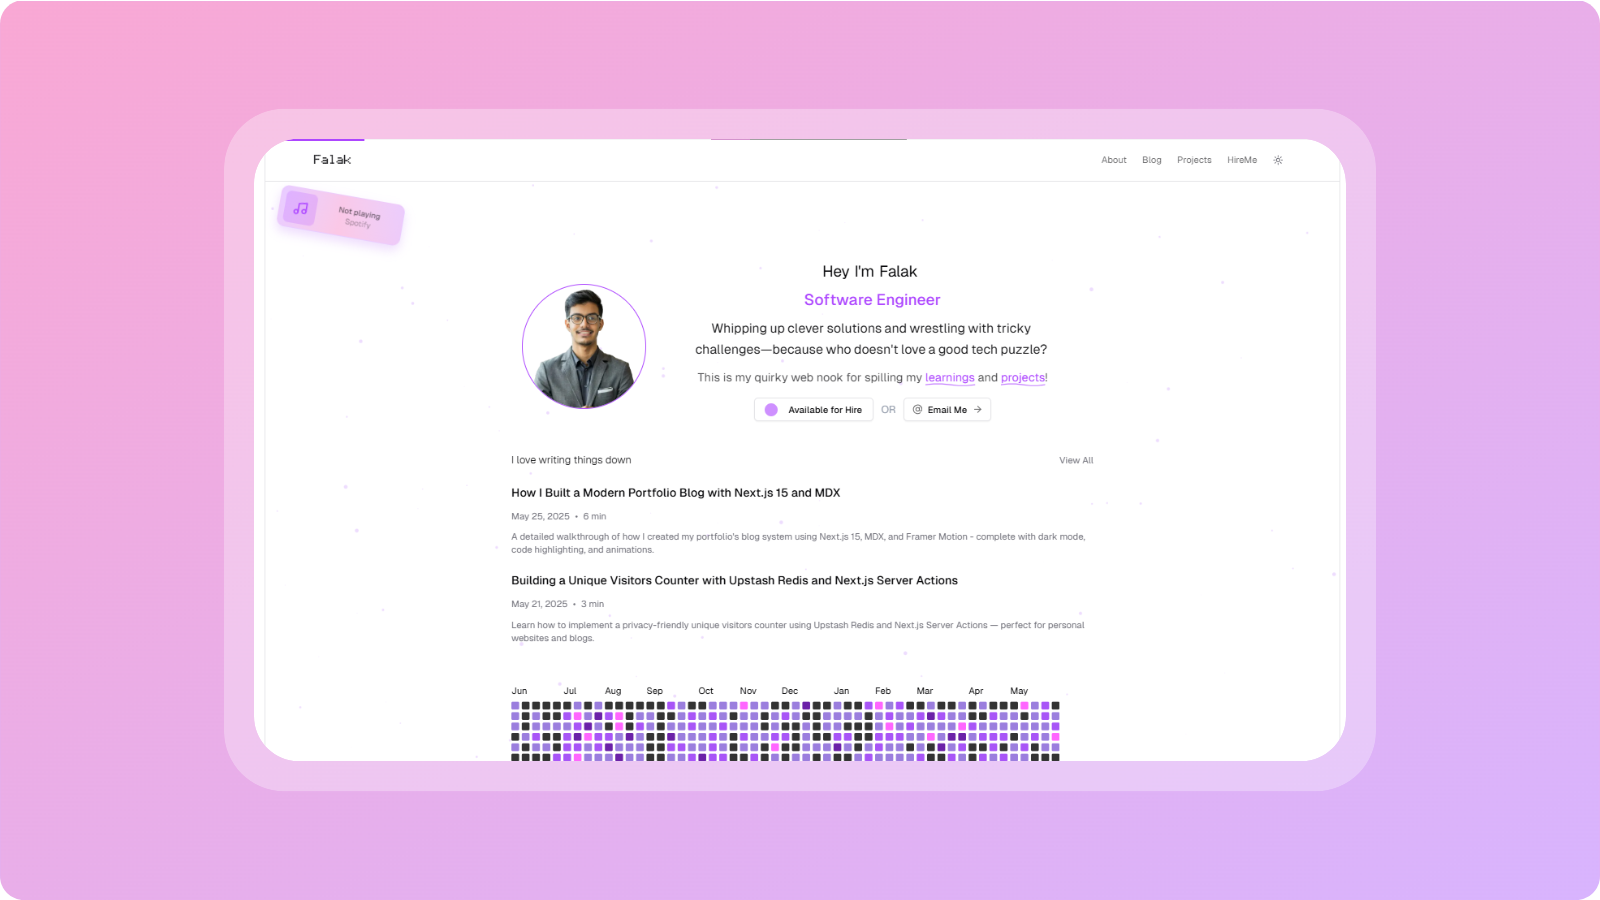 Falak
About Blog Projects HireMe
Not playing
Spotify
Hey I'm Falak
Software Engineer
Whipping up clever solutions and wrestling with tricky
challenges—because who doesn't love a good tech puzzle?
This is my quirky web nook for spilling my learnings and projects!
Available for Hire OR @ Email Me →
I love writing things down View All
How I Built a Modern Portfolio Blog with Next.js 15 and MDX
May 25, 2025 • 6 min
A detailed walkthrough of how I created my portfolio's blog system using Next.js 15, MDX, and Framer Motion - complete with dark mode,
code highlighting, and animations.
Building a Unique Visitors Counter with Upstash Redis and Next.js Server Actions
May 21, 2025 • 3 min
Learn how to implement a privacy-friendly unique visitors counter using Upstash Redis and Next.js Server Actions — perfect for personal
websites and blogs.
Jun Jul Aug Sep Oct Nov Dec Jan Feb Mar Apr May